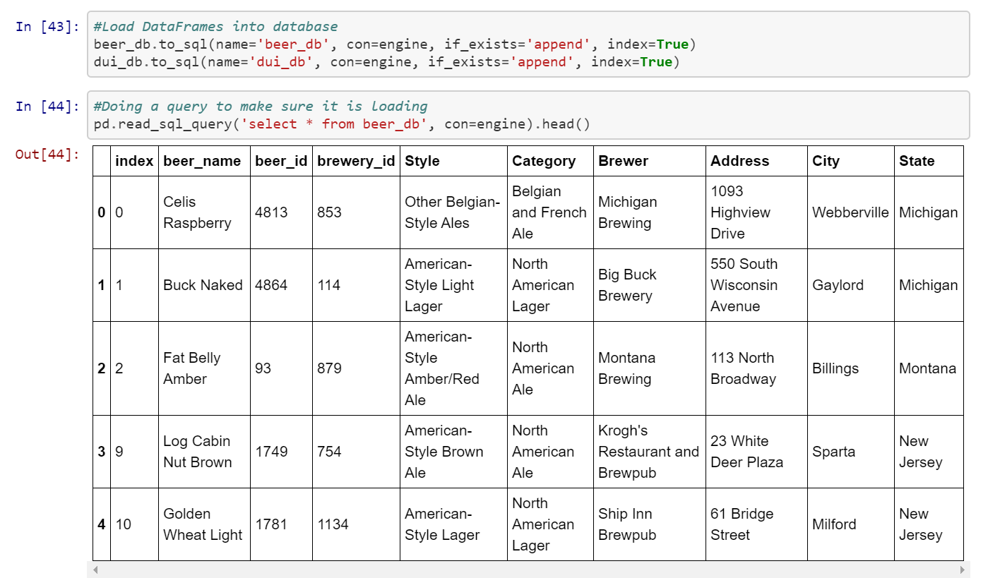 In [43]: #Load DataFrames into database
beer_db.to_sql(name='beer_db', con=engine, if_exists='append', index=True)
dui_db.to_sql(name='dui_db', con=engine, if_exists='append', index=True)
In [44]: #Doing a query to make sure it is loading
pd.read_sql_query('select * from beer_db', con=engine).head()
Out[44]:
index beer_name beer_id brewery_id Style Category Brewer Address City State
0 0 Celis Raspberry 4813 853 Other Belgian-Style Ales Belgian and French Ale Michigan Brewing 1093 Highview Drive Webberville Michigan
1 1 Buck Naked 4864 114 American-Style Light Lager North American Lager Big Buck Brewery 550 South Wisconsin Avenue Gaylord Michigan
2 2 Fat Belly Amber 93 879 American-Style Amber/Red Ale North American Ale Montana Brewing 113 North Broadway Billings Montana
3 9 Log Cabin Nut Brown 1749 754 American-Style Brown Ale North American Ale Krogh's Restaurant and Brewpub 23 White Deer Plaza Sparta New Jersey
4 10 Golden Wheat Light 1781 1134 American-Style Lager North American Lager Ship Inn Brewpub 61 Bridge Street Milford New Jersey